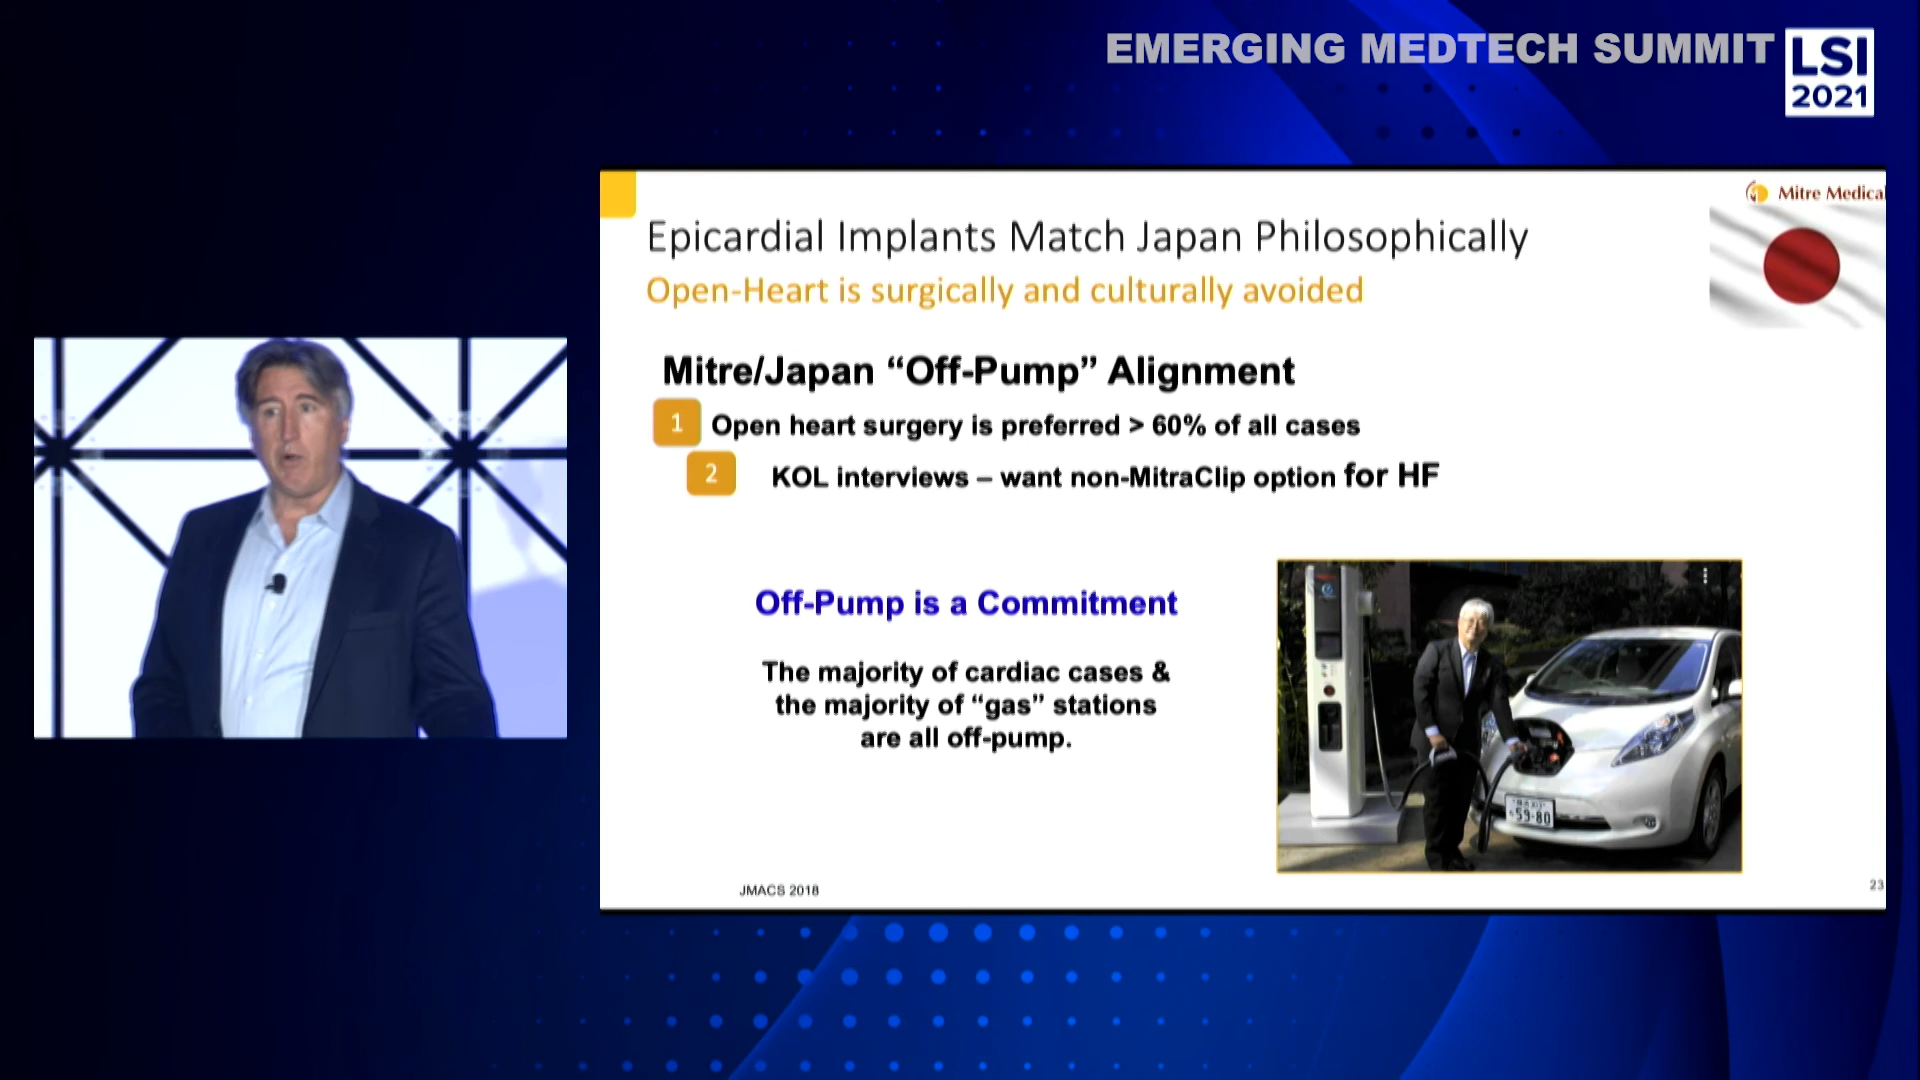 EMERGING MEDTECH SUMMIT
LSI
2021
Mitre Medical
Epicardial Implants Match Japan Philosophically
Open-Heart is surgically and culturally avoided
Mitre/Japan “Off-Pump” Alignment
1 Open heart surgery is preferred > 60% of all cases
2 KOL interviews – want non-MitraClip option for HF
Off-Pump is a Commitment
The majority of cardiac cases &
the majority of “gas” stations
are all off-pump.
59-80
JMACS 2018
23